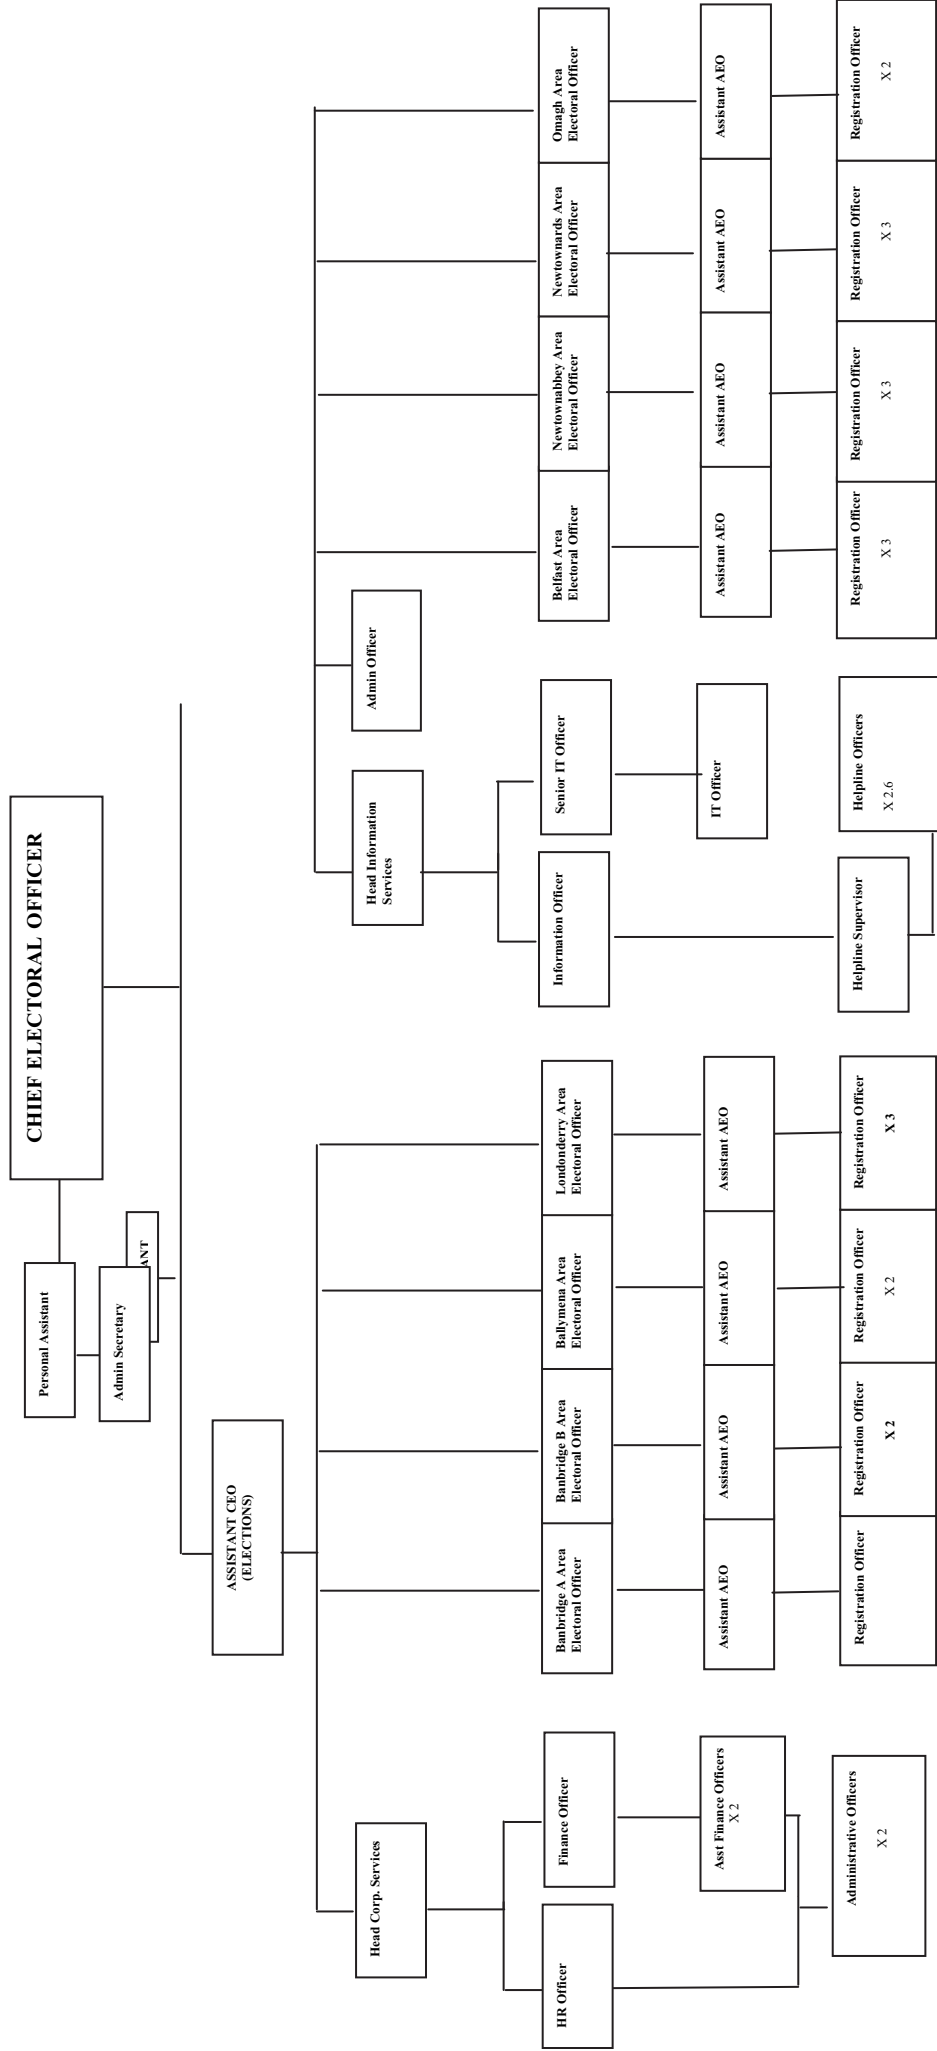 CHIEF ELECTORAL OFFICER
Personal Assistant
Admin Secretary
ANT
ASSISTANT CEO
(ELECTIONS)
Head Corp. Services
Head Information
Services
Admin Officer
HR Officer
Finance Officer
Banbridge A Area
Electoral Officer
Banbridge B Area
Electoral Officer
Ballymena Area
Electoral Officer
Londonderry Area
Electoral Officer
Information Officer
Senior IT Officer
Belfast Area
Electoral Officer
Newtownabbey Area
Electoral Officer
Newtownards Area
Electoral Officer
Omagh Area
Electoral Officer
Asst Finance Officers
X 2
Assistant AEO
Assistant AEO
Assistant AEO
Assistant AEO
IT Officer
Assistant AEO
Assistant AEO
Assistant AEO
Assistant AEO
Administrative Officers
X 2
Registration Officer
Registration Officer
X 2
Registration Officer
X 2
Registration Officer
X 3
Helpline Supervisor
Helpline Officers
X 2.6
Registration Officer
X 3
Registration Officer
X 3
Registration Officer
X 3
Registration Officer
X 2